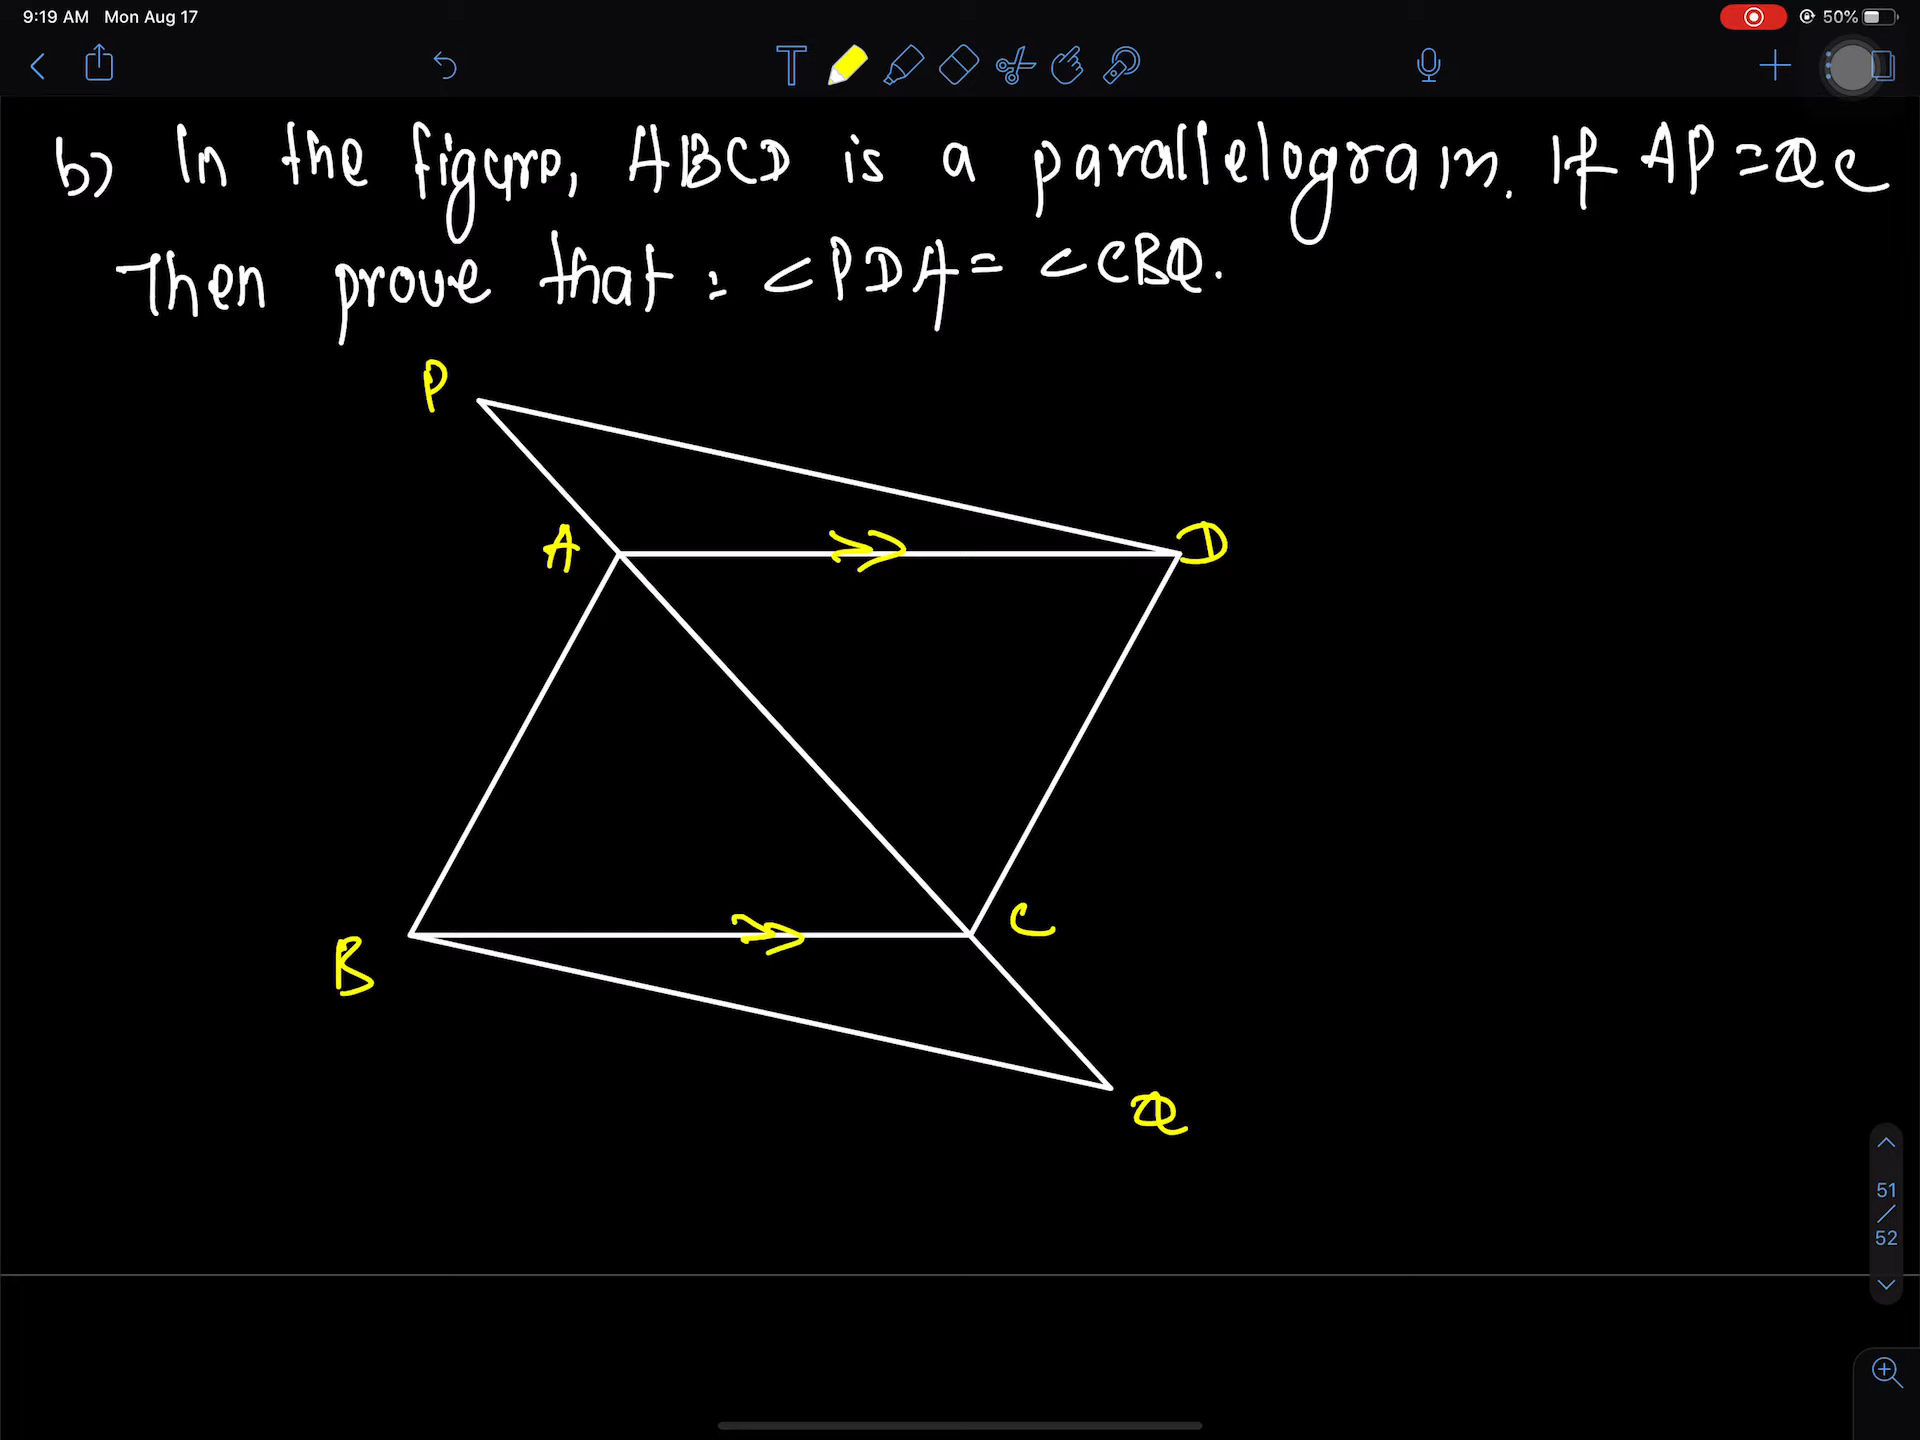 9:19 AM Mon Aug 17
50%
b) In the figure, ABCD is a parallelogram. If AP=QC
Then prove that: ∠PDA= ∠CBQ.
P
A
D
B
C
Q
51
/
52